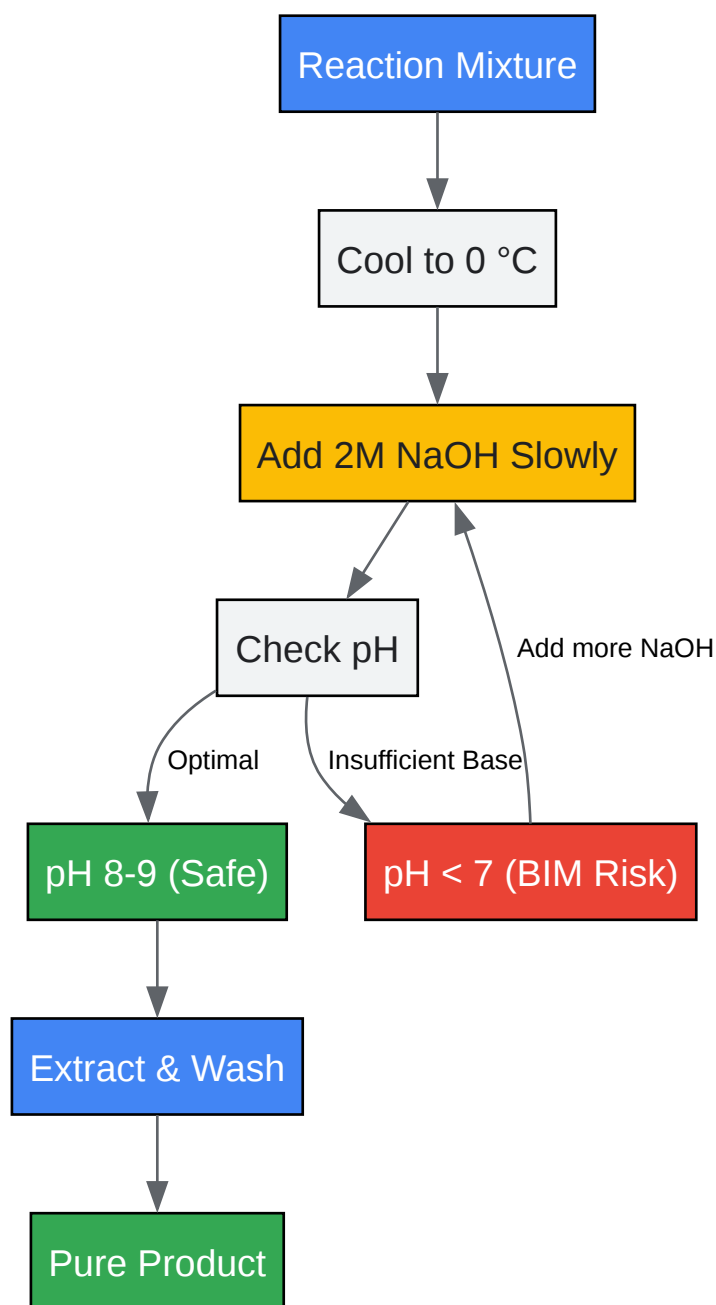 Reaction Mixture
Cool to 0 °C
Add 2M NaOH Slowly
Check pH
Add more NaOH
Optimal
Insufficient Base
pH 8-9 (Safe)
pH < 7 (BIM Risk)
Extract & Wash
Pure Product